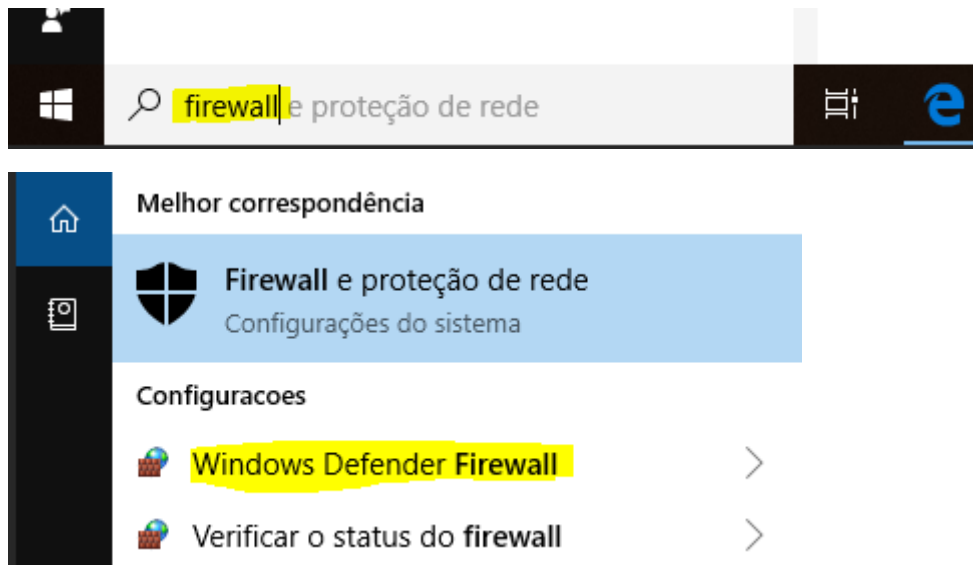 firewall e proteção de rede
Melhor correspondência
Firewall e proteção de rede
Configurações do sistema
Configuracoes
Windows Defender Firewall
Verificar o status do firewall